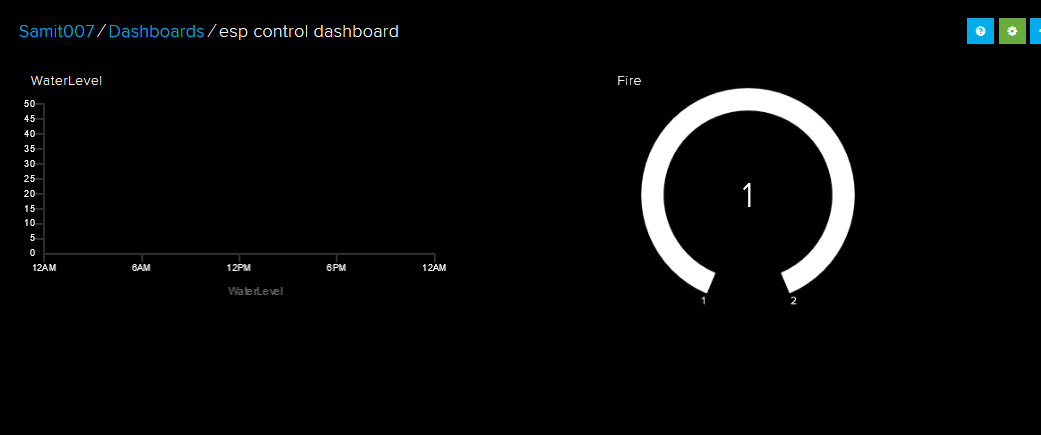 Samit007 / Dashboards / esp control dashboard
WaterLevel
50
45
40
35
30
25
20
15
10
5
0
12AM 6AM 12PM 6PM 12AM
WaterLevel
Fire
1
1 2